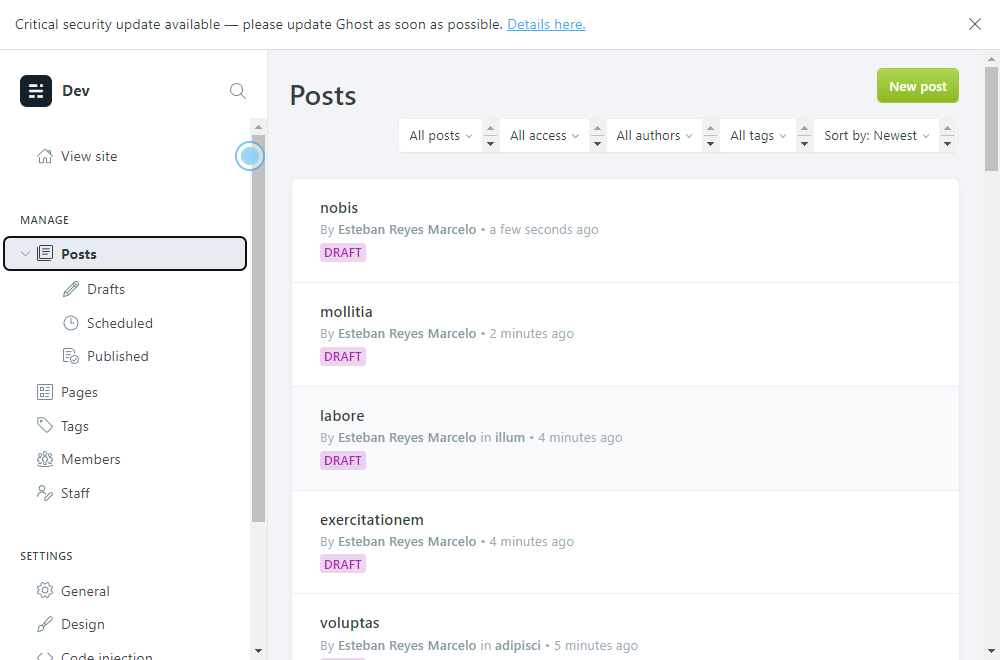 Critical security update available — please update Ghost as soon as possible. Details here.
Dev
View site
MANAGE
Posts
Drafts
Scheduled
Published
Pages
Tags
Members
Staff
SETTINGS
General
Design
Code injection
Posts
New post
All posts
All access
All authors
All tags
Sort by: Newest
nobis
By Esteban Reyes Marcelo • a few seconds ago
DRAFT
mollitia
By Esteban Reyes Marcelo • 2 minutes ago
DRAFT
labore
By Esteban Reyes Marcelo in illum • 4 minutes ago
DRAFT
exercitationem
By Esteban Reyes Marcelo • 4 minutes ago
DRAFT
voluptas
By Esteban Reyes Marcelo in adipisci • 5 minutes ago